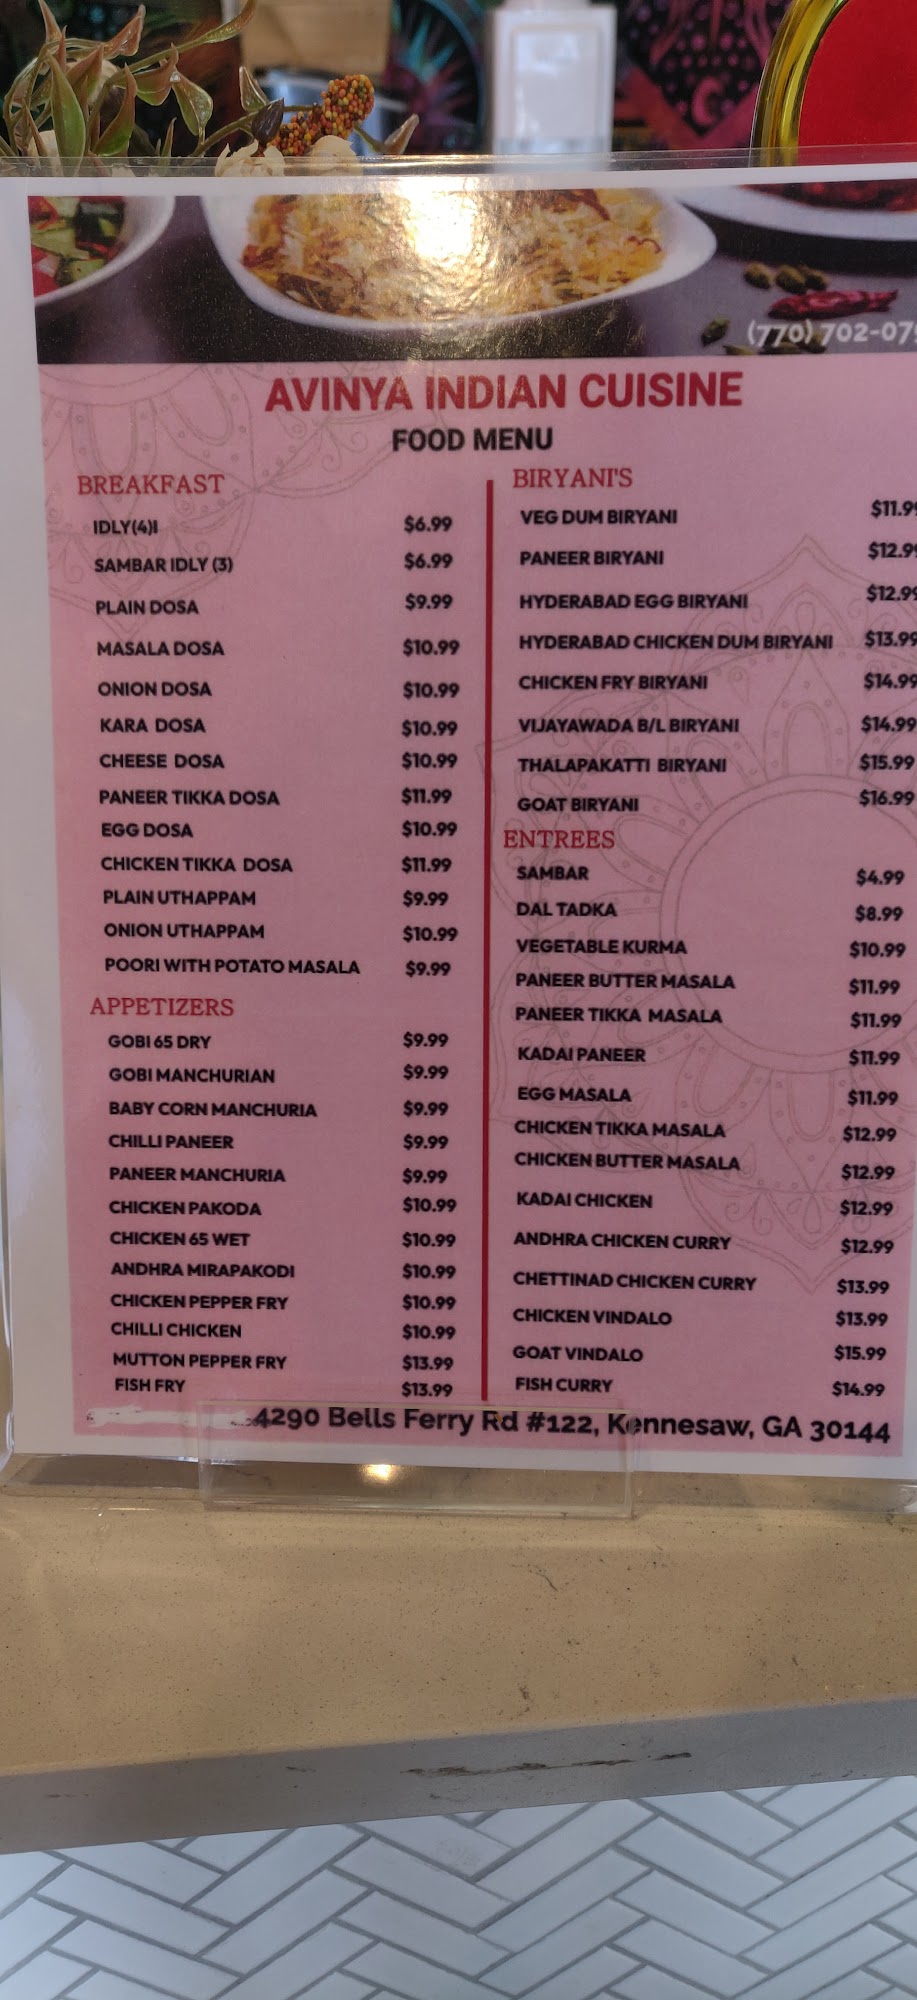 (770) 702-07
AVINYA INDIAN CUISINE
FOOD MENU
BREAKFAST
IDLY(4)I $6.99
SAMBAR IDLY (3) $6.99
PLAIN DOSA $9.99
MASALA DOSA $10.99
ONION DOSA $10.99
KARA DOSA $10.99
CHEESE DOSA $10.99
PANEER TIKKA DOSA $11.99
EGG DOSA $10.99
CHICKEN TIKKA DOSA $11.99
PLAIN UTHAPPAM $9.99
ONION UTHAPPAM $10.99
POORI WITH POTATO MASALA $9.99
APPETIZERS
GOBI 65 DRY $9.99
GOBI MANCHURIAN $9.99
BABY CORN MANCHURIA $9.99
CHILLI PANEER $9.99
PANEER MANCHURIA $9.99
CHICKEN PAKODA $10.99
CHICKEN 65 WET $10.99
ANDHRA MIRAPAKODI $10.99
CHICKEN PEPPER FRY $10.99
CHILLI CHICKEN $10.99
MUTTON PEPPER FRY $13.99
FISH FRY $13.99
BIRYANI'S
VEG DUM BIRYANI $11.99
PANEER BIRYANI $12.99
HYDERABAD EGG BIRYANI $12.99
HYDERABAD CHICKEN DUM BIRYANI $13.99
CHICKEN FRY BIRYANI $14.99
VIJAYAWADA B/L BIRYANI $14.99
THALAPAKATTI BIRYANI $15.99
GOAT BIRYANI $16.99
ENTREES
SAMBAR $4.99
DAL TADKA $8.99
VEGETABLE KURMA $10.99
PANEER BUTTER MASALA $11.99
PANEER TIKKA MASALA $11.99
KADAI PANEER $11.99
EGG MASALA $11.99
CHICKEN TIKKA MASALA $12.99
CHICKEN BUTTER MASALA $12.99
KADAI CHICKEN $12.99
ANDHRA CHICKEN CURRY $12.99
CHETTINAD CHICKEN CURRY $13.99
CHICKEN VINDALO $13.99
GOAT VINDALO $15.99
FISH CURRY $14.99
4290 Bells Ferry Rd #122, Kennesaw, GA 30144